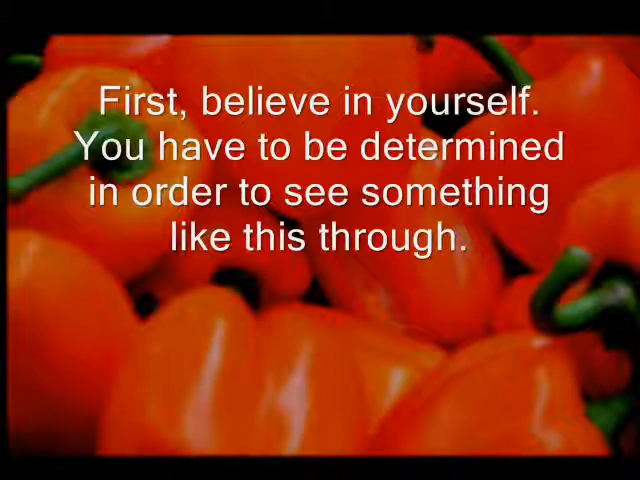 First, believe in yourself.
You have to be determined
in order to see something
like this through.